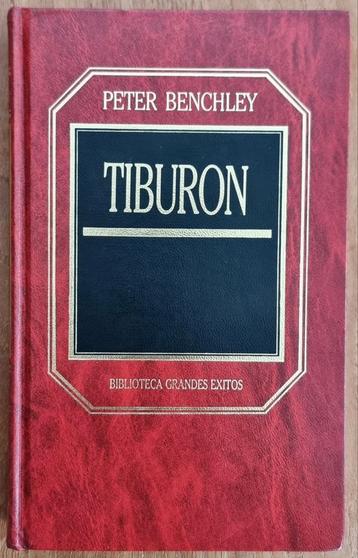 PETER BENCHLEY
TIBURON
BIBLIOTECA GRANDES EXITOS